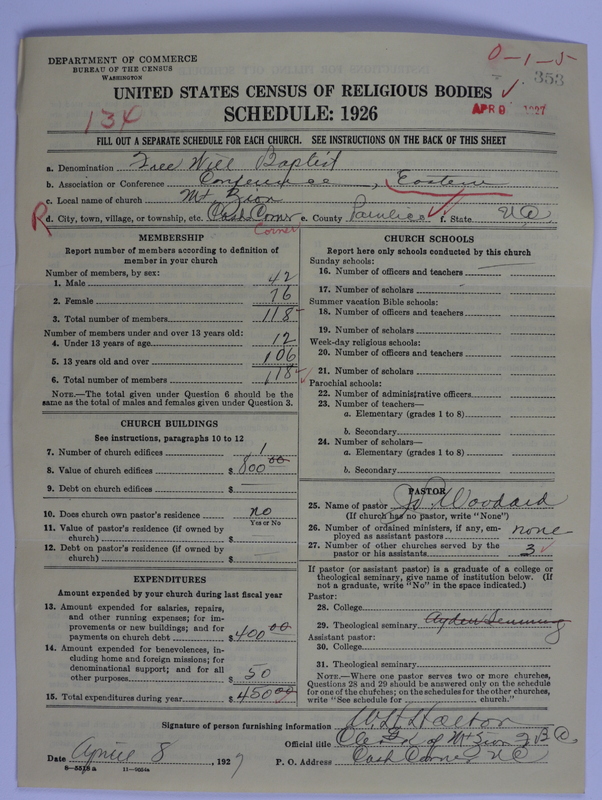 DEPARTMENT OF COMMERCE
BUREAU OF THE CENSUS
WASHINGTON
0-1-5
353
UNITED STATES CENSUS OF RELIGIOUS BODIES
APR 9 1927
SCHEDULE: 1926
134
FILL OUT A SEPARATE SCHEDULE FOR EACH CHURCH. SEE INSTRUCTIONS ON THE BACK OF THIS SHEET
a. Denomination Free Will Baptist
b. Association or Conference Conference, Eastern
c. Local name of church Mt Zion
R d. City, town, village, or township, etc. Cash Corner e. County Pamlico f. State NC
Corner
MEMBERSHIP
Report number of members according to definition of
member in your church
Number of members, by sex:
1. Male 42
2. Female 76
3. Total number of members 118
Number of members under and over 13 years old:
4. Under 13 years of age 12
5. 13 years old and over 106
6. Total number of members 118
NOTE.—The total given under Question 6 should be the
same as the total of males and females given under Question 3.
CHURCH BUILDINGS
See instructions, paragraphs 10 to 12
7. Number of church edifices 1
8. Value of church edifices $ 800 00
9. Debt on church edifices $
10. Does church own pastor's residence? no
Yes or No
11. Value of pastor's residence (if owned by
church) $
12. Debt on pastor's residence (if owned by
church) $
EXPENDITURES
Amount expended by your church during last fiscal year
13. Amount expended for salaries, repairs,
and other running expenses; for im-
provements or new buildings; and for
payments on church debt $ 400 00
14. Amount expended for benevolences, in-
cluding home and foreign missions; for
denominational support; and for all
other purposes $ 50
15. Total expenditures during year $ 450 00
CHURCH SCHOOLS
Report here only schools conducted by this church
Sunday schools:
16. Number of officers and teachers
17. Number of scholars
Summer vacation Bible schools:
18. Number of officers and teachers
19. Number of scholars
Week-day religious schools:
20. Number of officers and teachers
21. Number of scholars
Parochial schools:
22. Number of administrative officers
23. Number of teachers—
a. Elementary (grades 1 to 8)
b. Secondary
24. Number of scholars—
a. Elementary (grades 1 to 8)
b. Secondary
PASTOR
25. Name of pastor Woodard
(If church has no pastor, write "None")
26. Number of ordained ministers, if any, em-
ployed as assistant pastors none
27. Number of other churches served by the
pastor or his assistants 3
If pastor (or assistant pastor) is a graduate of a college or
theological seminary, give name of institution below. (If
not a graduate, write "No" in the space indicated.)
Pastor:
28. College
29. Theological seminary Ayden Seminary
Assistant pastor:
30. College
31. Theological seminary
NOTE.—Where one pastor serves two or more churches,
Questions 28 and 29 should be answered only on the schedule
for one of the churches; on the schedules for the other churches,
write "See schedule for church."
Signature of person furnishing information
Official title of Mt Zion
Date April 8, 1927 P. O. Address Cash Corner NC
8—5518 a